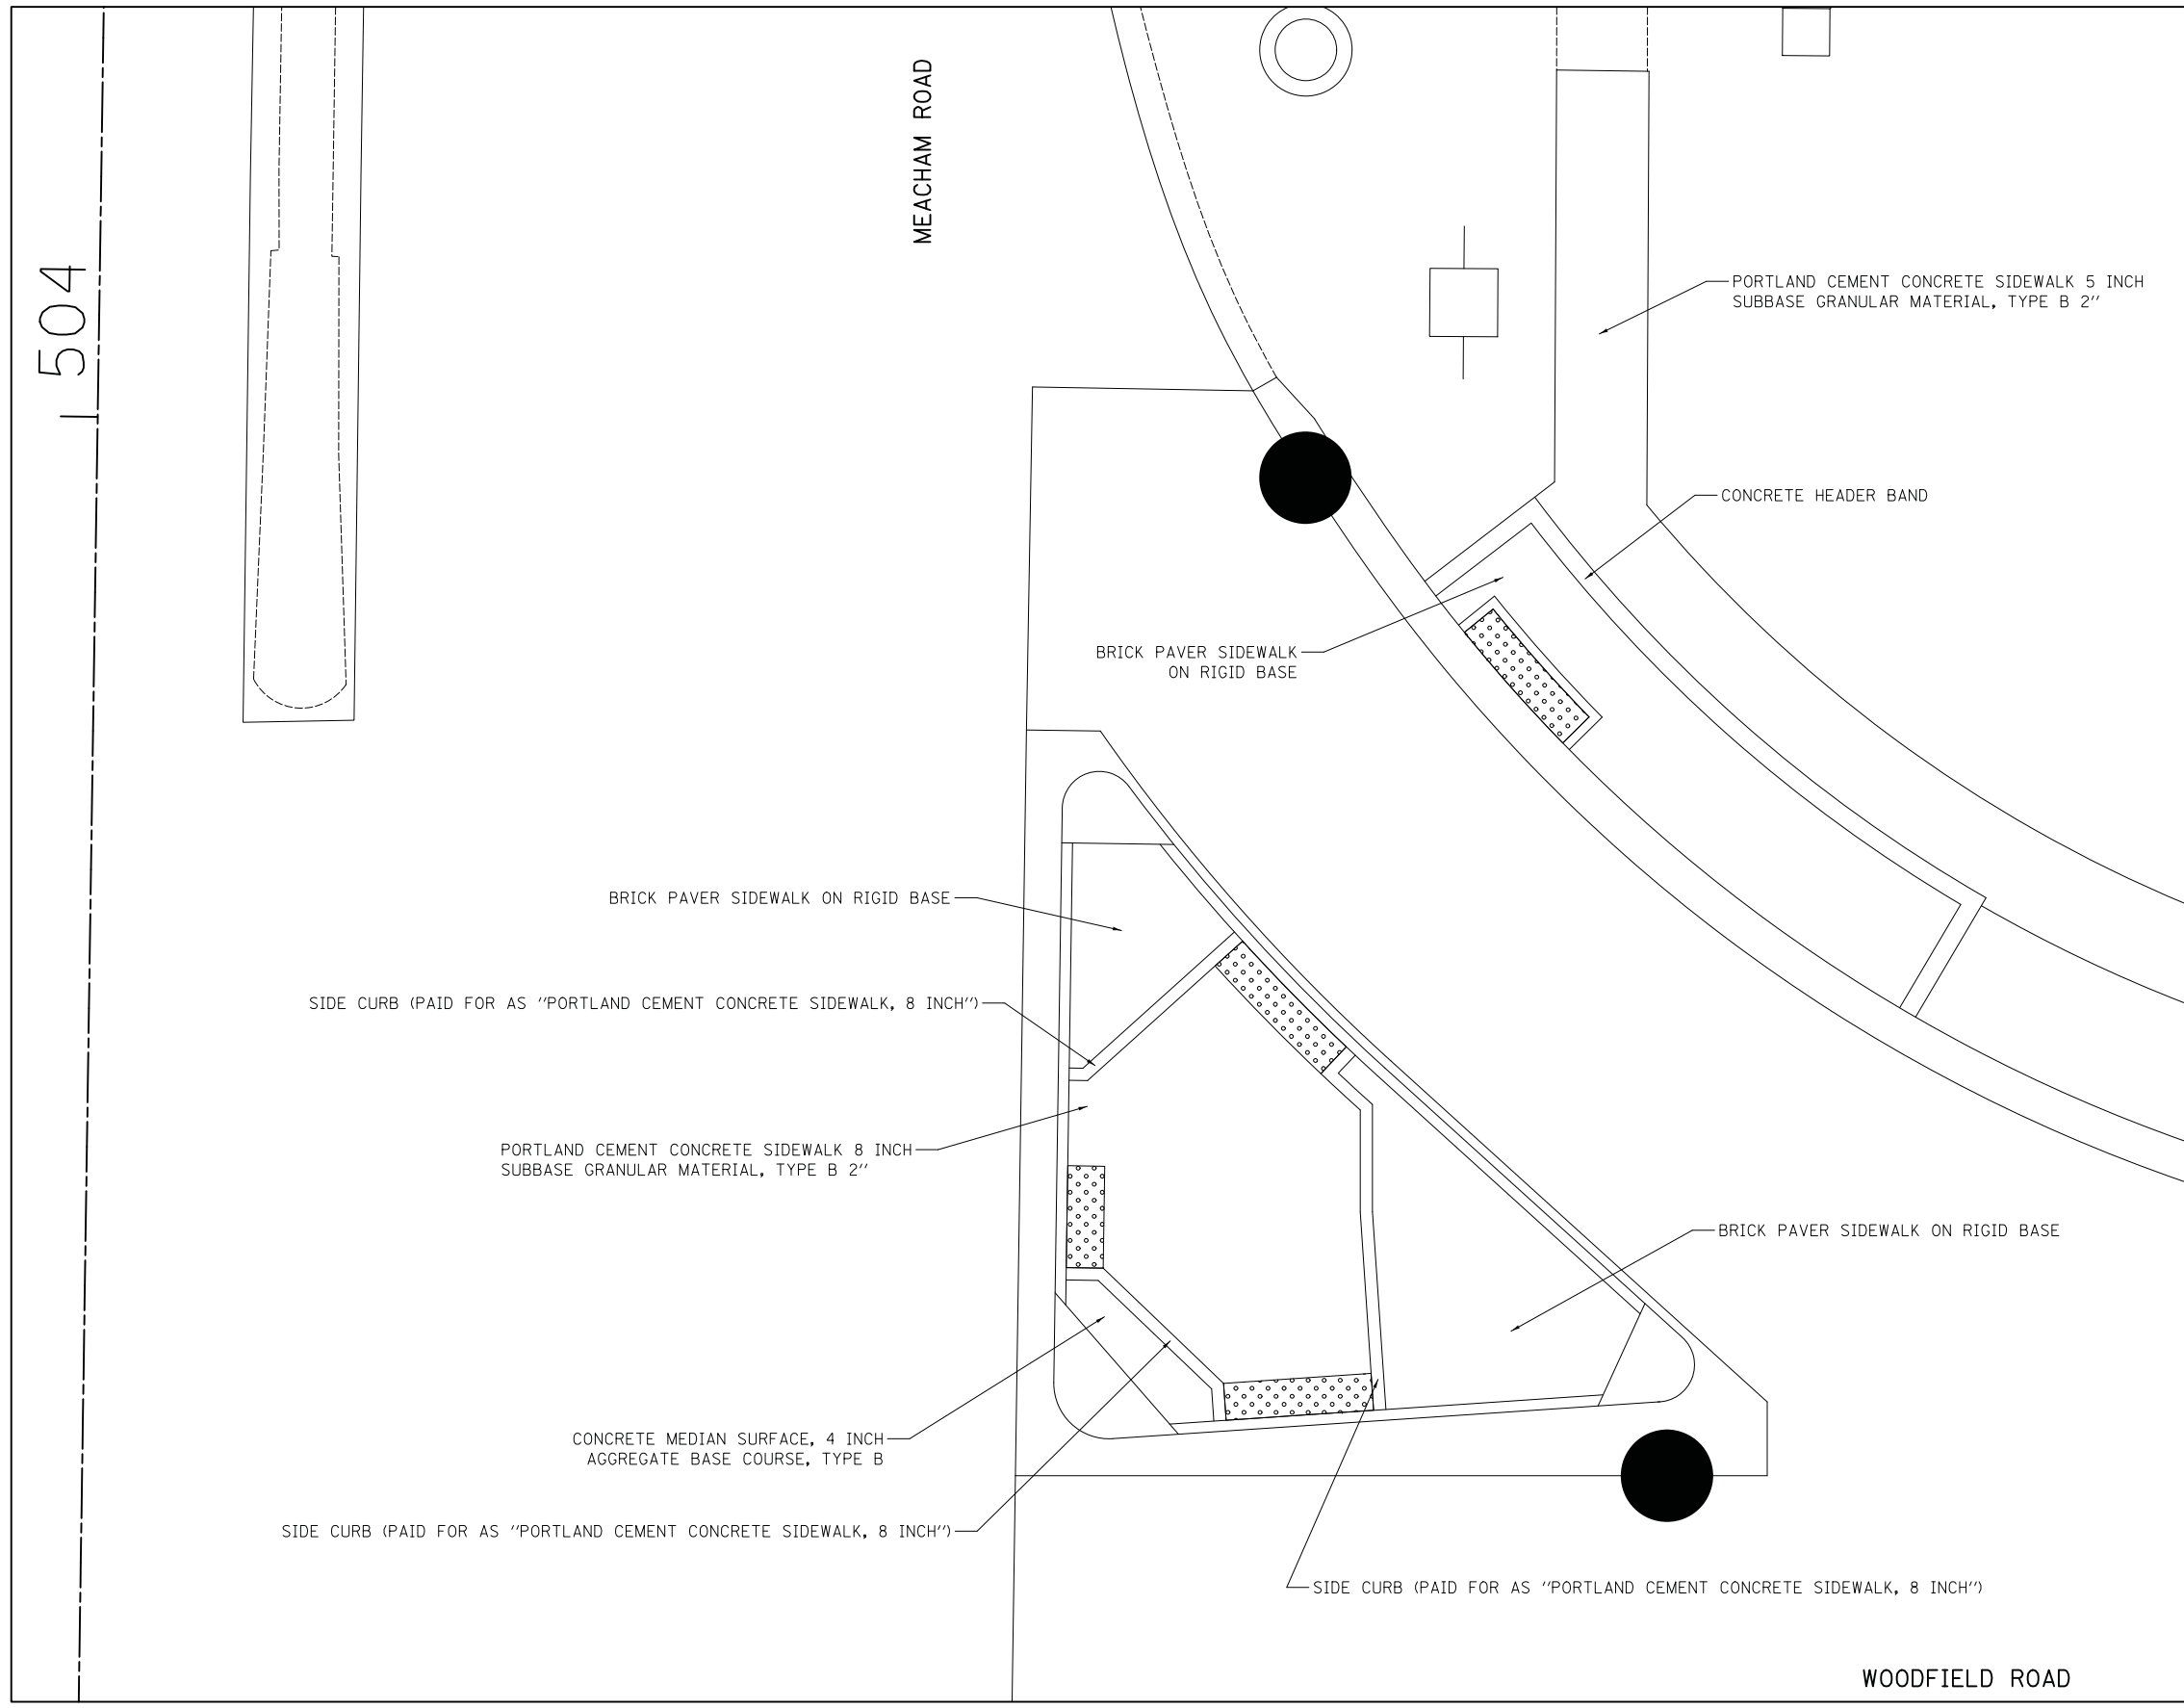 MEACHAM ROAD
504
PORTLAND CEMENT CONCRETE SIDEWALK 5 INCH
SUBBASE GRANULAR MATERIAL, TYPE B 2"
CONCRETE HEADER BAND
BRICK PAVER SIDEWALK
ON RIGID BASE
BRICK PAVER SIDEWALK ON RIGID BASE
SIDE CURB (PAID FOR AS "PORTLAND CEMENT CONCRETE SIDEWALK, 8 INCH")
PORTLAND CEMENT CONCRETE SIDEWALK 8 INCH
SUBBASE GRANULAR MATERIAL, TYPE B 2"
BRICK PAVER SIDEWALK ON RIGID BASE
CONCRETE MEDIAN SURFACE, 4 INCH
AGGREGATE BASE COURSE, TYPE B
SIDE CURB (PAID FOR AS "PORTLAND CEMENT CONCRETE SIDEWALK, 8 INCH")
SIDE CURB (PAID FOR AS "PORTLAND CEMENT CONCRETE SIDEWALK, 8 INCH")
WOODFIELD ROAD